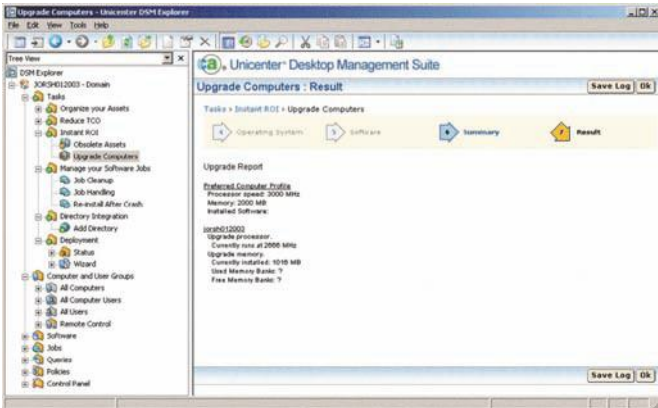 Upgrade Computers - Unicenter DSM Explorer
File Edit View Tools Help
Tree View
DSM Explorer
JORSH012003 - Domain
Tasks
Organize your Assets
Reduce TCO
Instant ROI
Obsolete Assets
Upgrade Computers
Manage your Software Jobs
Job Cleanup
Job Handling
Re-install After Crash
Directory Integration
Add Directory
Deployment
Status
Wizard
Computer and User Groups
All Computers
All Computer Users
All Users
Remote Control
Software
Jobs
Queries
Policies
Control Panel
ca Unicenter® Desktop Management Suite
Upgrade Computers : Result
Save Log Ok
Tasks > Instant ROI > Upgrade Computers
Operating System
Software
Summary
Result
Upgrade Report
Preferred Computer Profile
Processor speed: 3000 MHz
Memory: 2000 MB
Installed Software:
jorsh012003
Upgrade processor.
Currently runs at 2666 MHz
Upgrade memory.
Currently installed: 1016 MB
Used Memory Banks: ?
Free Memory Banks: ?
Save Log Ok